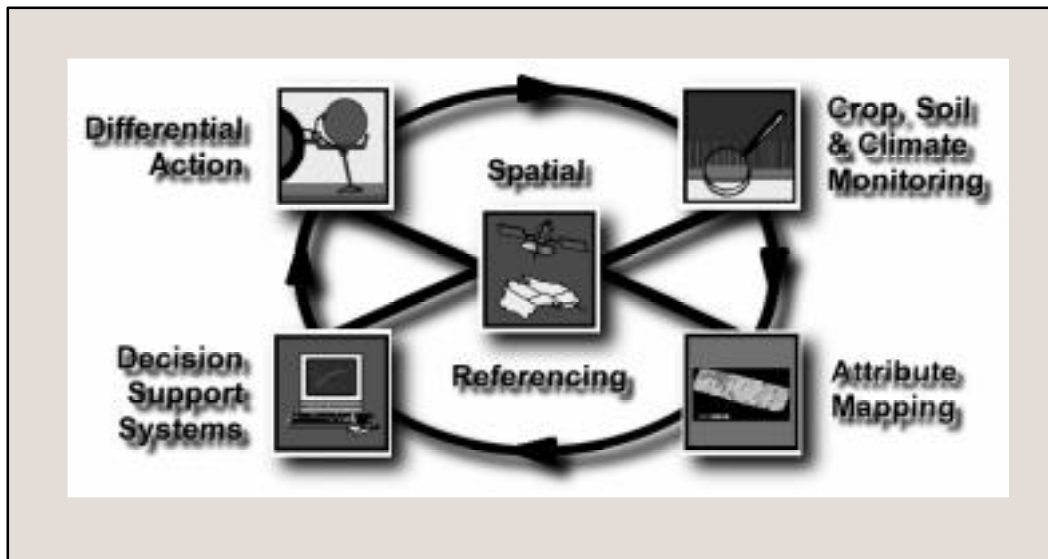 Differential
Action
Spatial
Crop, Soil
& Climate
Monitoring
Decision
Support
Systems
Referencing
Attribute
Mapping